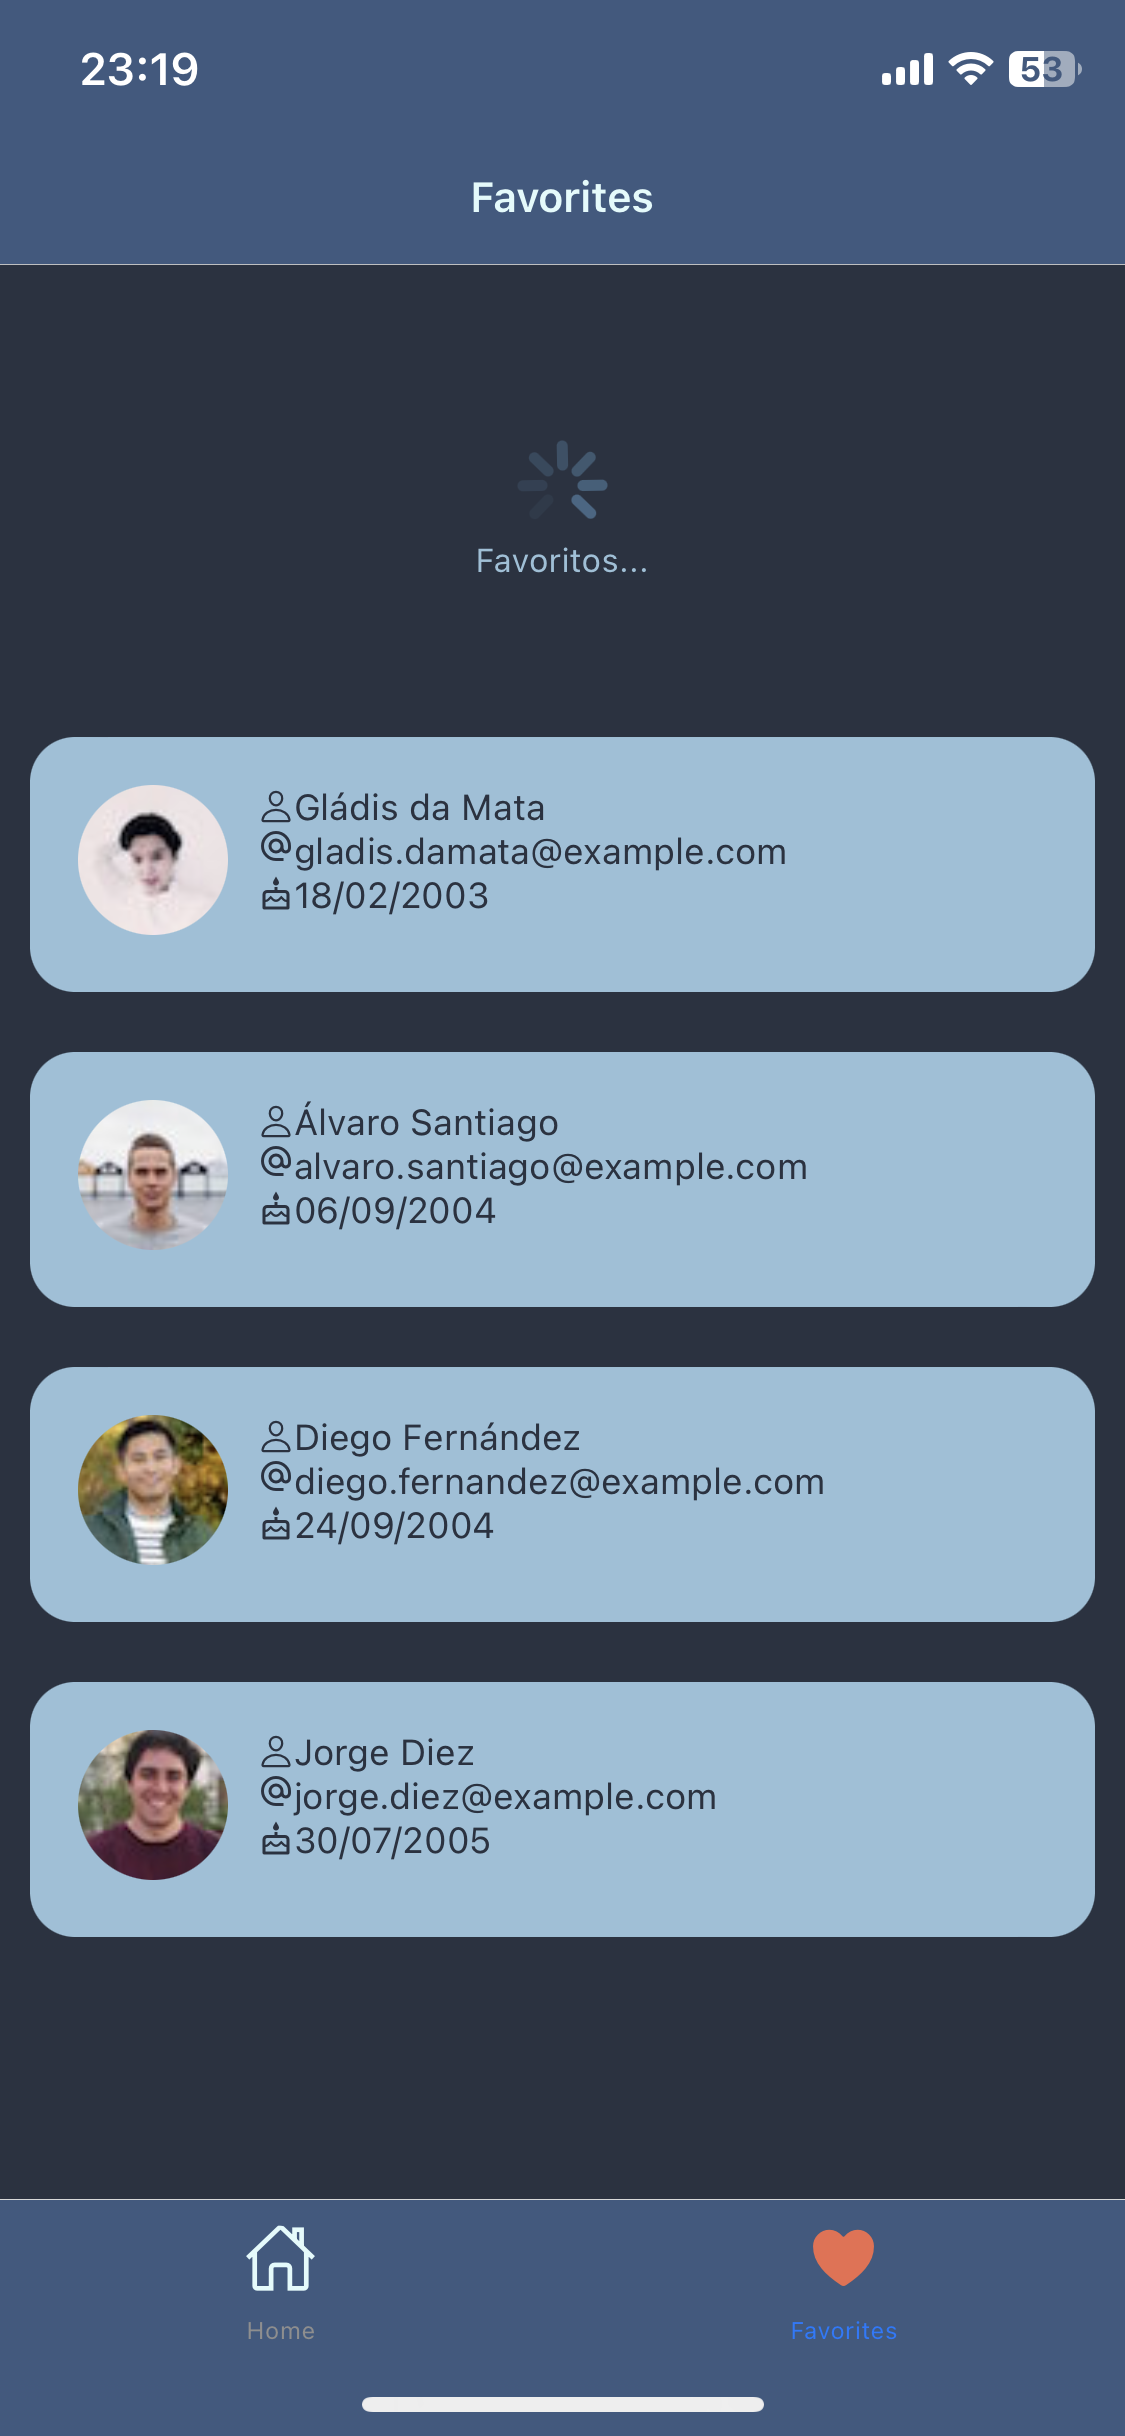 23:19
53
Favorites
Favoritos...
Gládis da Mata
gladis.damata@example.com
18/02/2003
Álvaro Santiago
alvaro.santiago@example.com
06/09/2004
Diego Fernández
diego.fernandez@example.com
24/09/2004
Jorge Diez
jorge.diez@example.com
30/07/2005
Home
Favorites